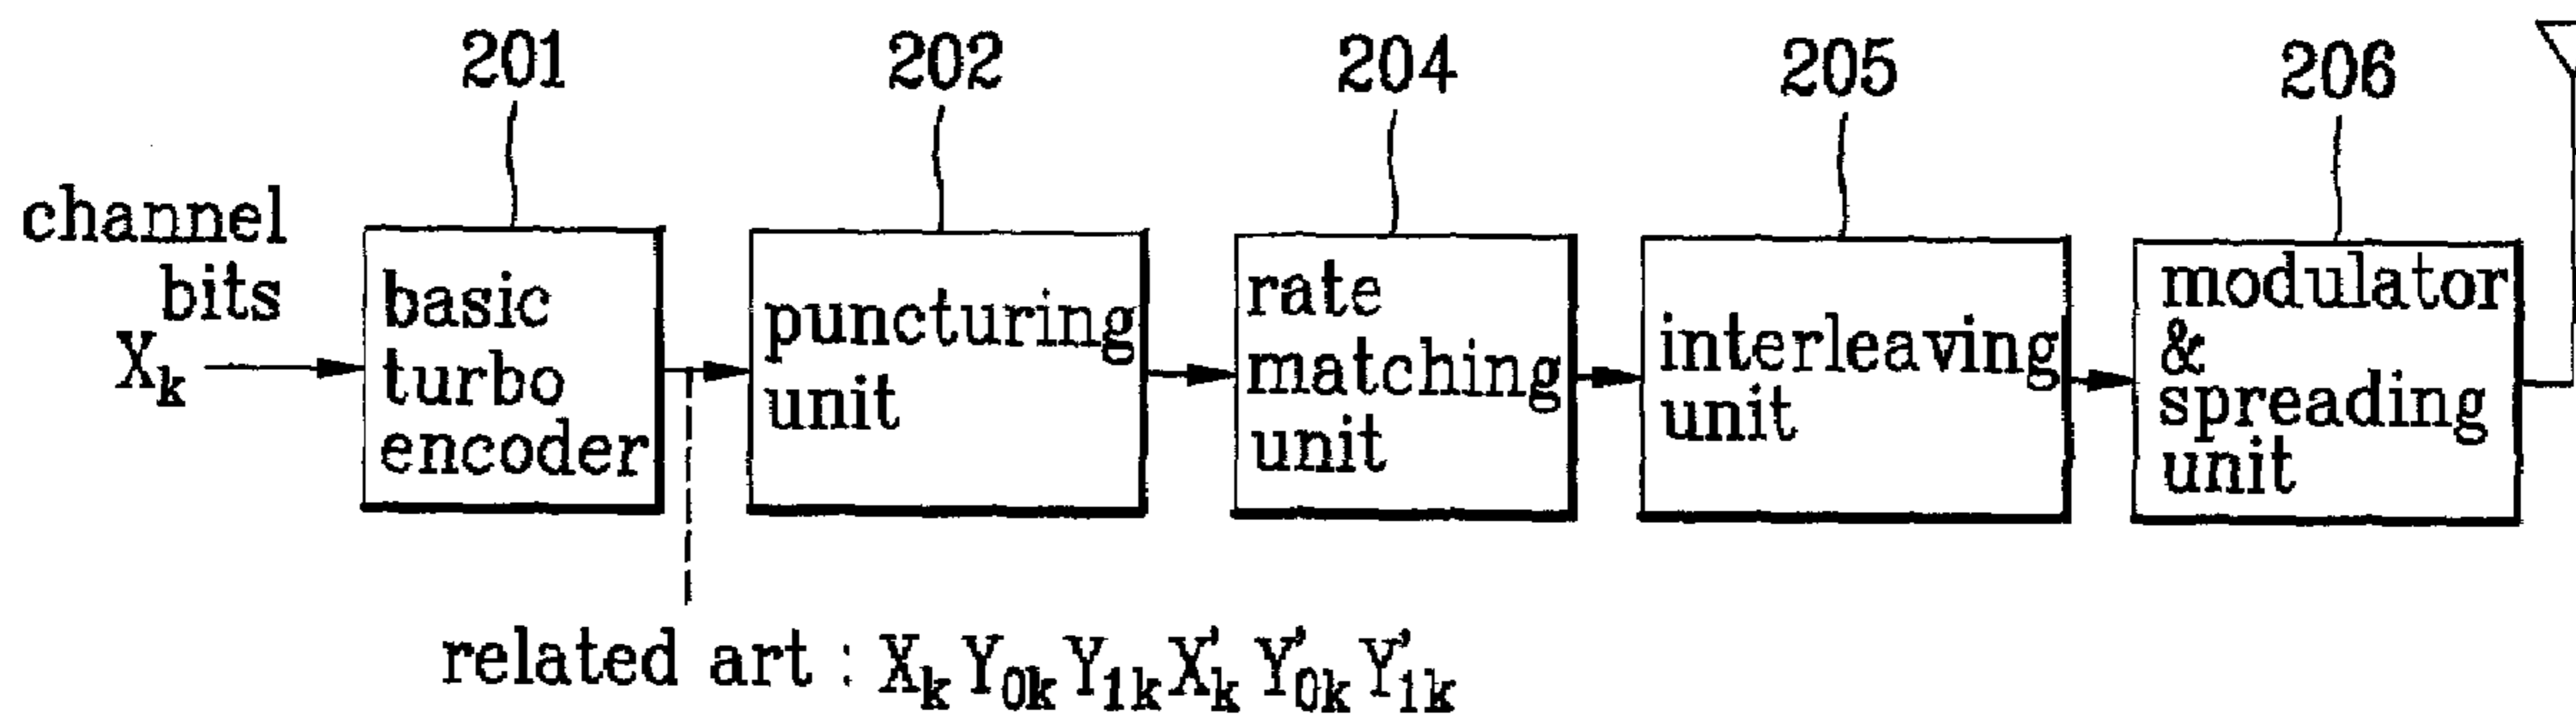 201
202
204
205
206
channel
bits
Xₖ
basic
turbo
encoder
puncturing
unit
rate
matching
unit
interleaving
unit
modulator
&
spreading
unit
related art : Xₖ Y₀ₖ Y₁ₖ X'ₖ Y'₀ₖ Y'₁ₖ